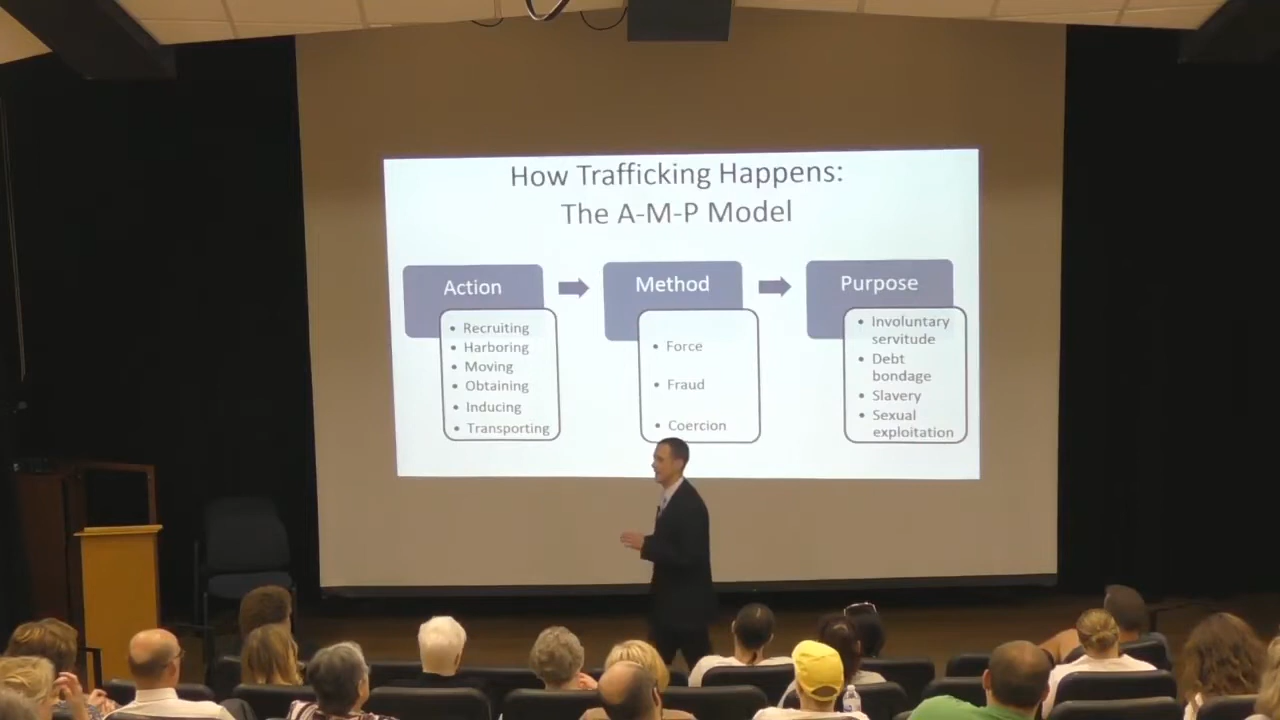 How Trafficking Happens:
The A-M-P Model
Action
• Recruiting
• Harboring
• Moving
• Obtaining
• Inducing
• Transporting
Method
• Force
• Fraud
• Coercion
Purpose
• Involuntary
servitude
• Debt
bondage
• Slavery
• Sexual
exploitation